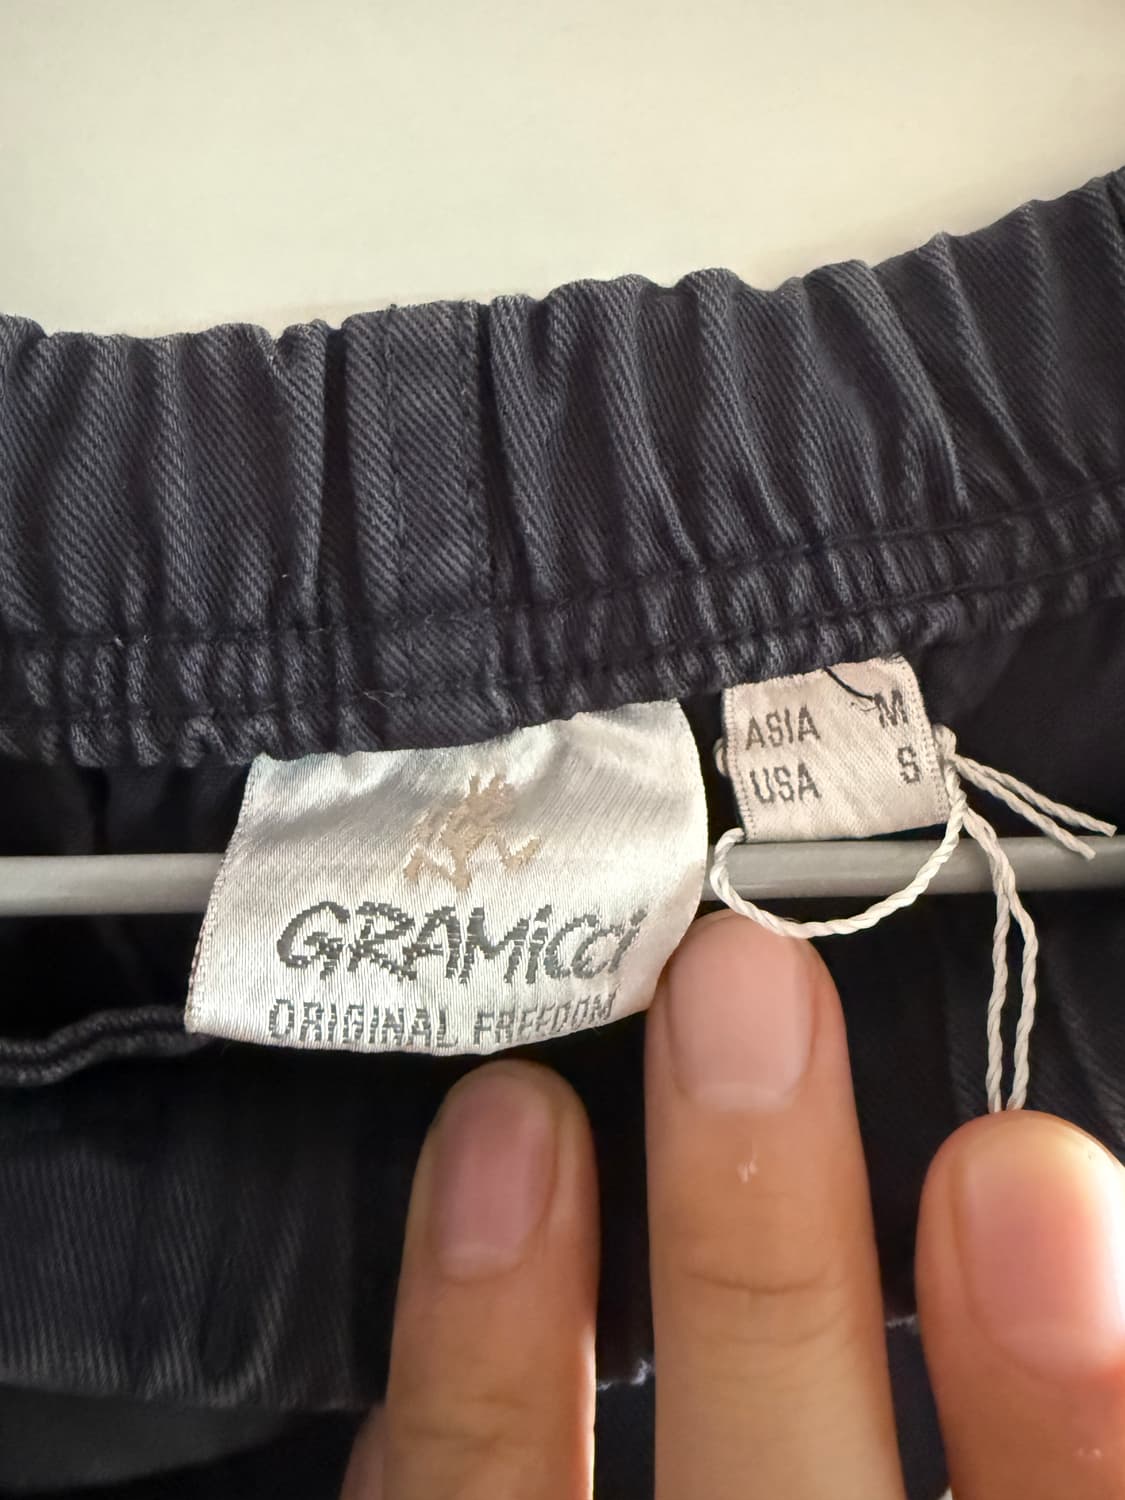 GRAMiCCi
ORIGINAL FREEDOM
ASIA M
USA S